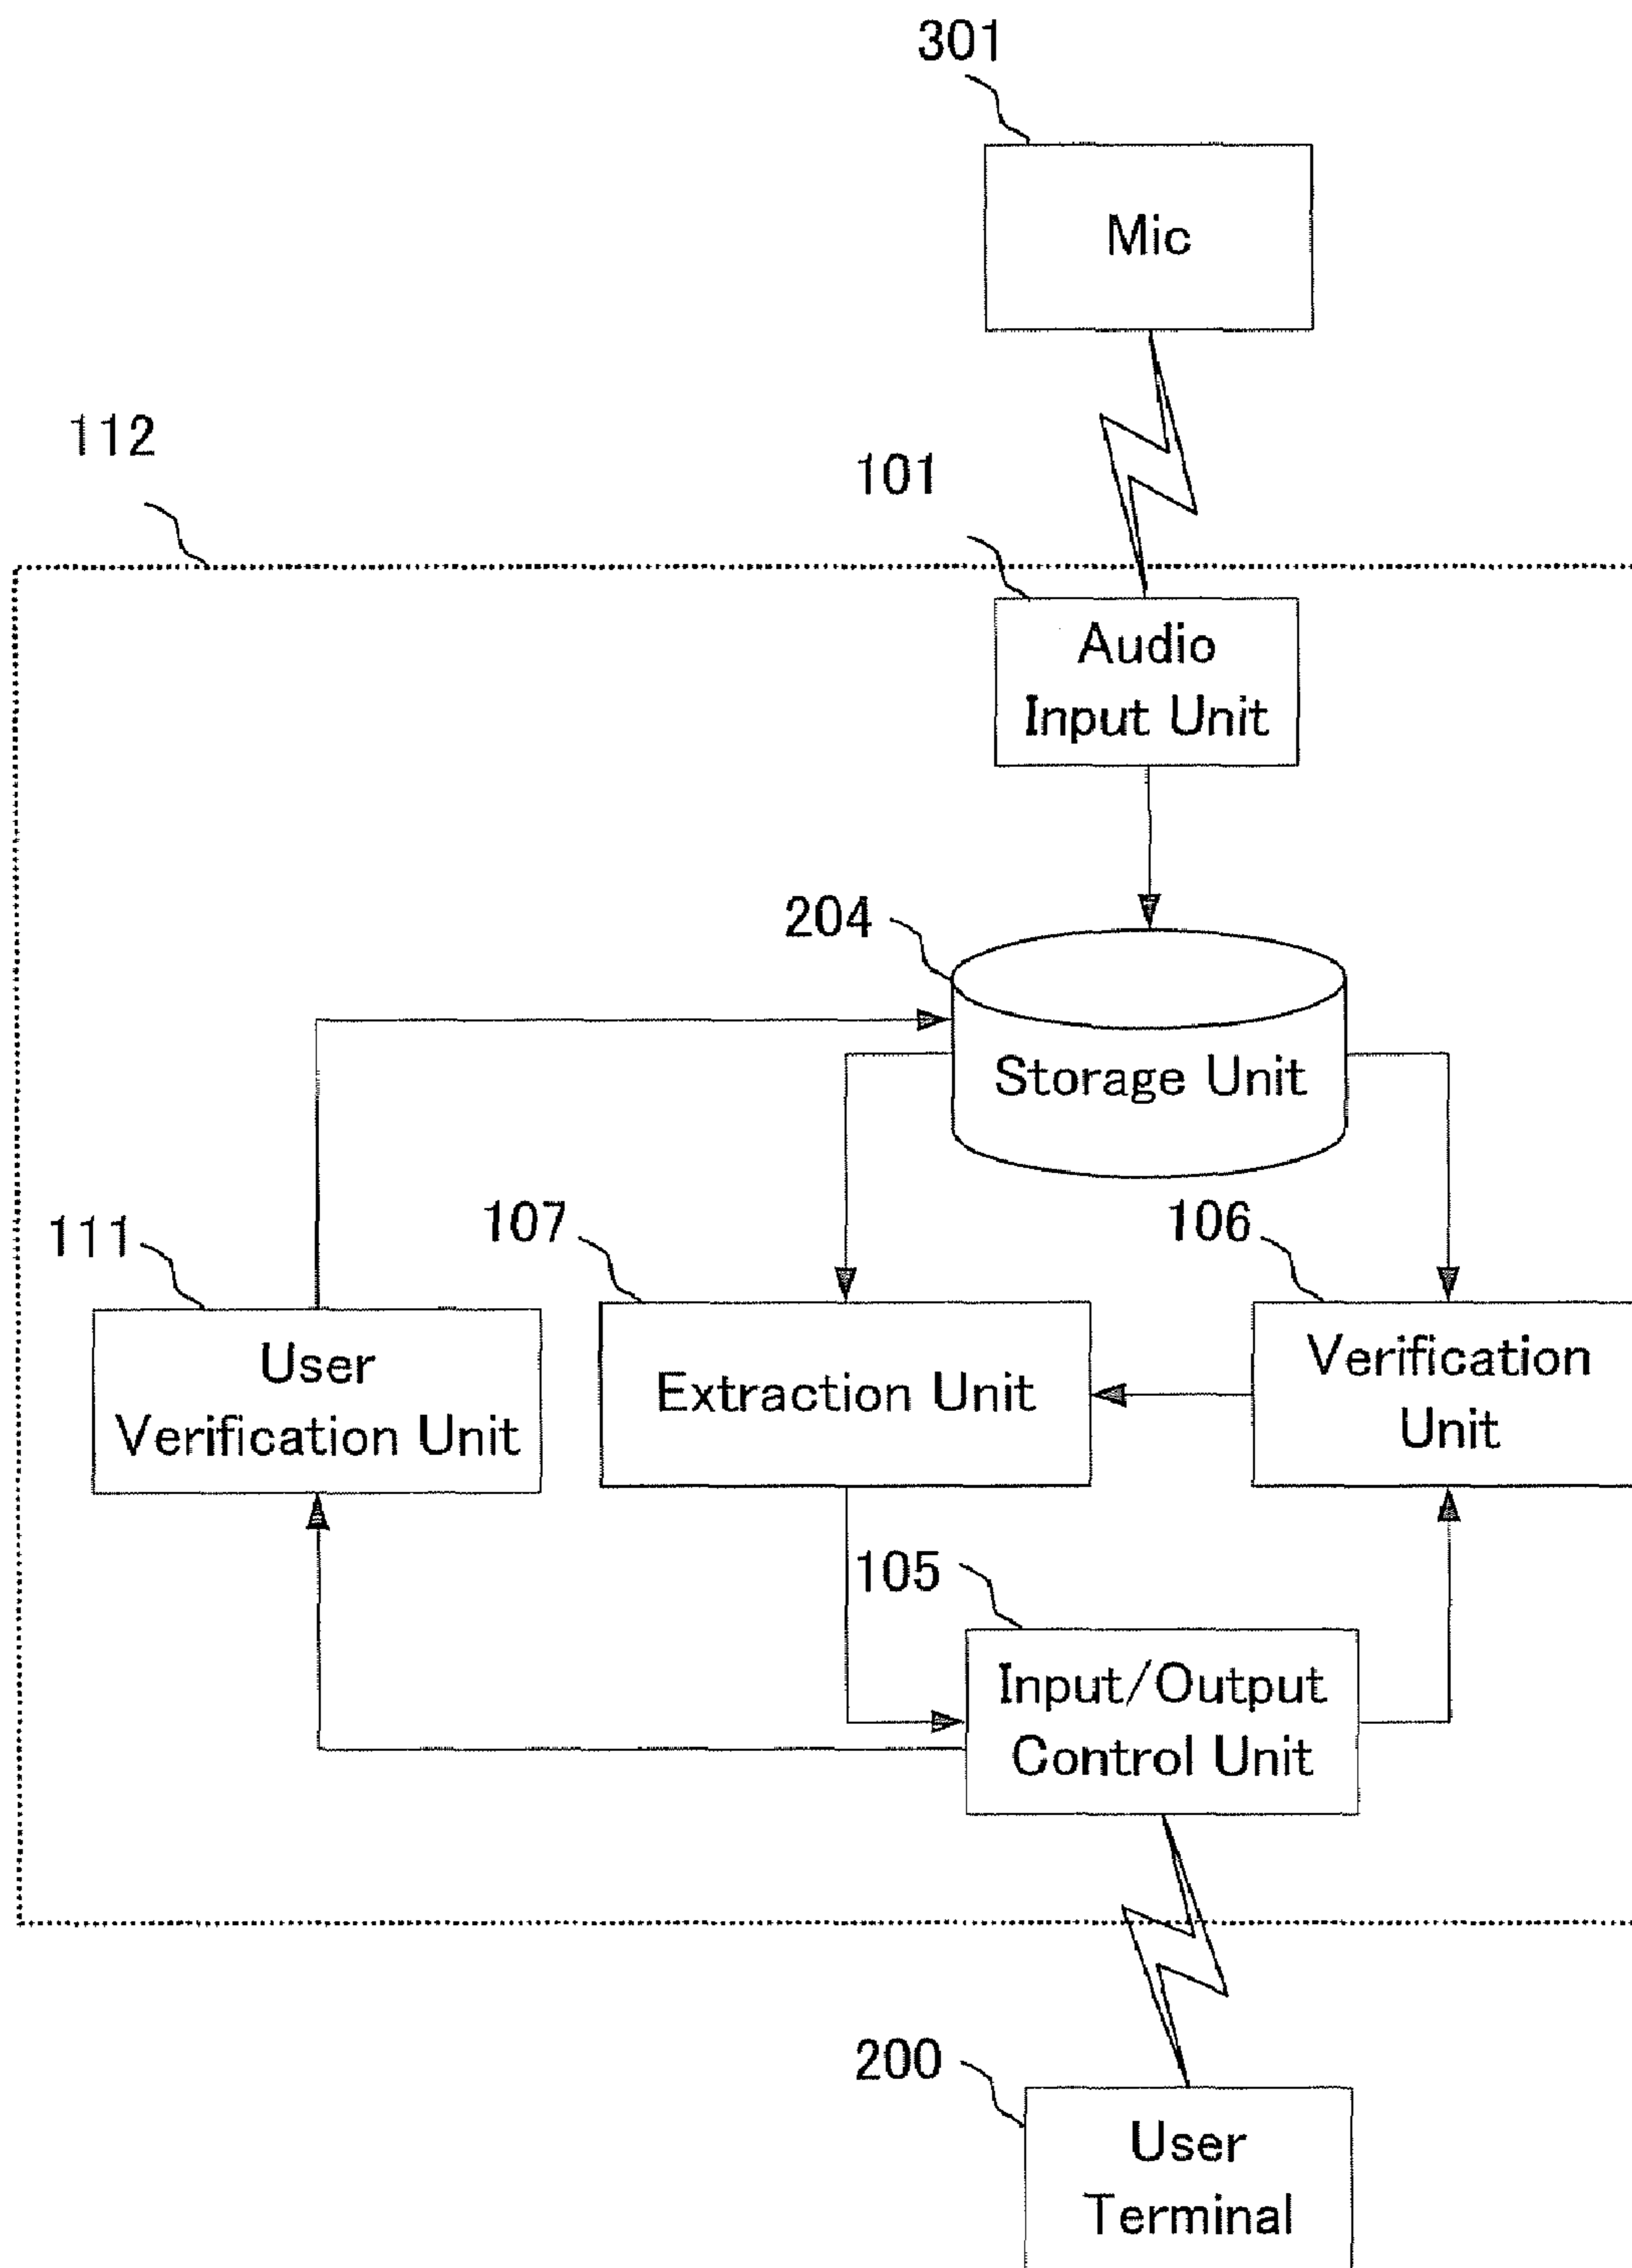 301
Mic
112
101
Audio
Input Unit
204
Storage Unit
107
106
111
User
Verification Unit
Extraction Unit
Verification
Unit
105
Input/Output
Control Unit
200
User
Terminal